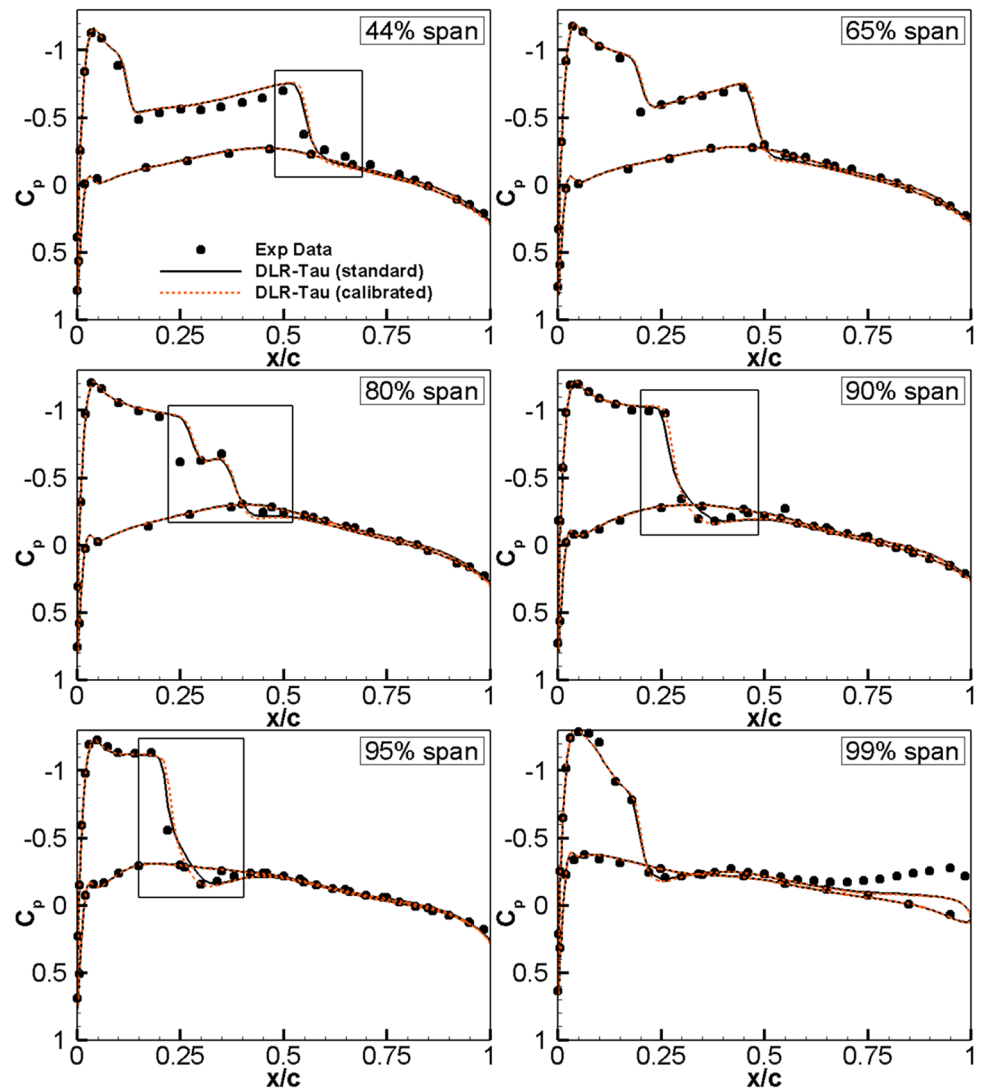 44% span
-1
-0.5
0
0.5
1
Cp
Exp Data
DLR-Tau (standard)
DLR-Tau (calibrated)
0 0.25 0.5 0.75 1
x/c
65% span
-1
-0.5
0
0.5
1
Cp
0 0.25 0.5 0.75 1
x/c
80% span
-1
-0.5
0
0.5
1
Cp
0 0.25 0.5 0.75 1
x/c
90% span
-1
-0.5
0
0.5
1
Cp
0 0.25 0.5 0.75 1
x/c
95% span
-1
-0.5
0
0.5
1
Cp
0 0.25 0.5 0.75 1
x/c
99% span
-1
-0.5
0
0.5
1
Cp
0 0.25 0.5 0.75 1
x/c